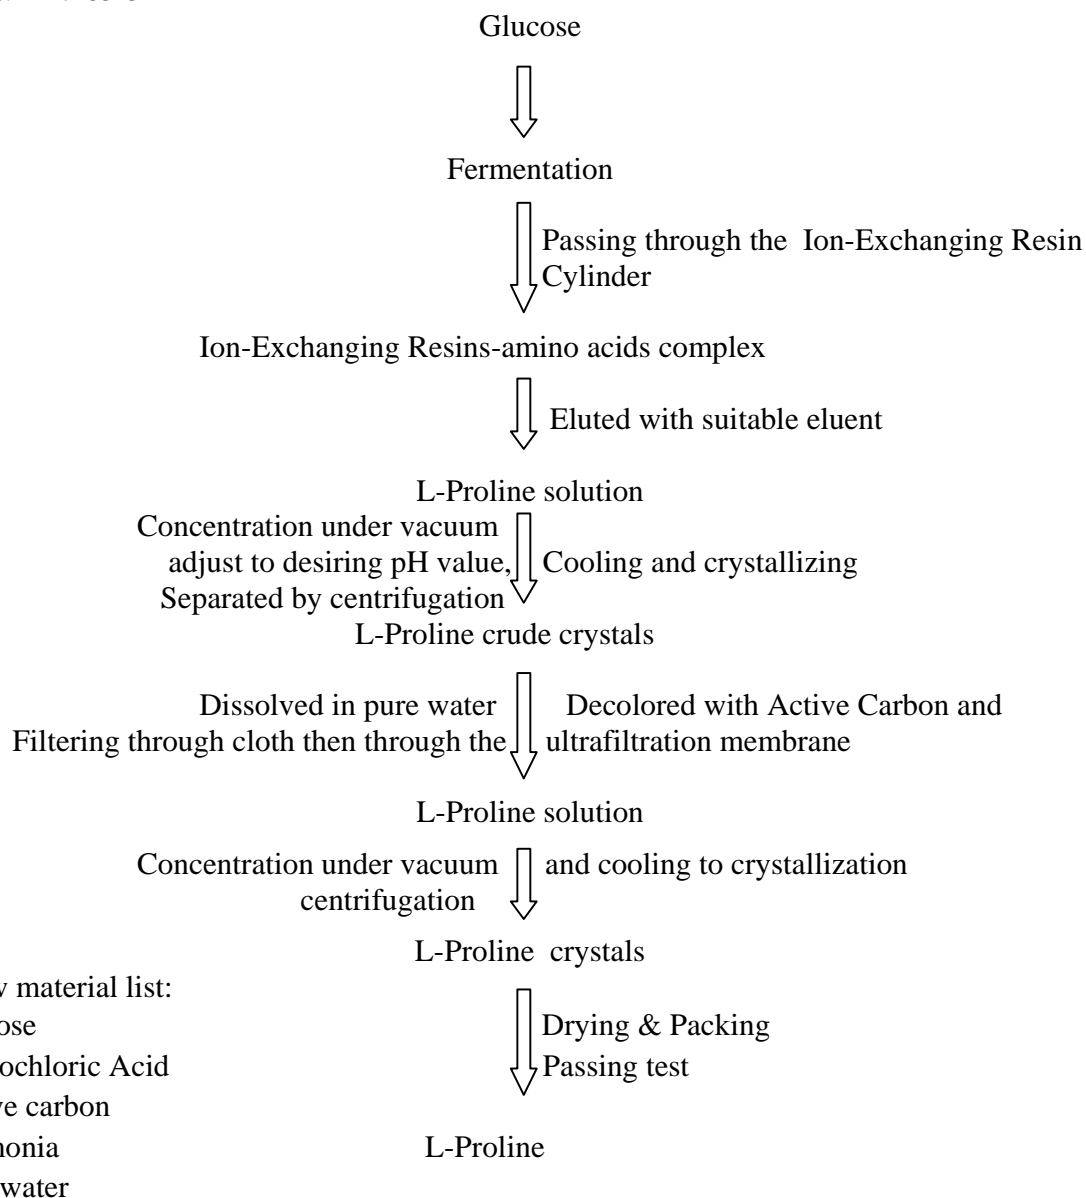 Glucose
Fermentation
Passing through the Ion-Exchanging Resin
Cylinder
Ion-Exchanging Resins-amino acids complex
Eluted with suitable eluent
L-Proline solution
Concentration under vacuum
adjust to desiring pH value, Cooling and crystallizing
Separated by centrifugation
L-Proline crude crystals
Dissolved in pure water Decolored with Active Carbon and
Filtering through cloth then through the ultrafiltration membrane
L-Proline solution
Concentration under vacuum and cooling to crystallization
centrifugation
L-Proline crystals
material list:
Drying & Packing
Acid Passing test
carbon
L-Proline
water